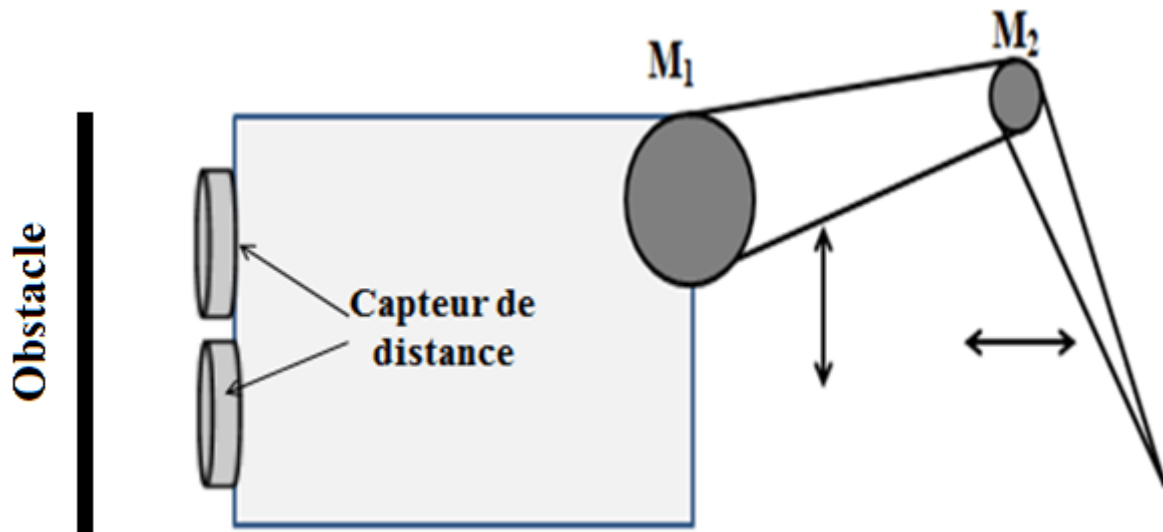 M₁
M₂
Obstacle
Capteur de
distance